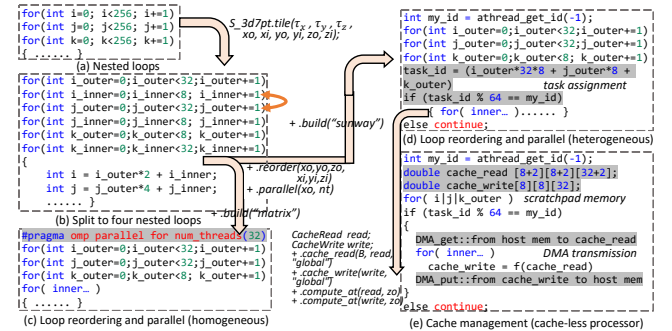 for(int i=0; i<256; i+=1)
for(int j=0; j<256; j+=1)
for(int k=0; k<256; k+=1)
{ ...... }
(a) Nested loops
S_3d7pt.tile(τx, τy, τz,
xo, xi, yo, yi, zo, zi);
for(int i_outer=0;i_outer<32;i_outer+=1)
for(int i_inner=0;i_inner<8; i_inner+=1)
for(int j_outer=0;j_outer<32;j_outer+=1)
for(int j_inner=0;j_inner<8; j_inner+=1)
for(int k_outer=0;k_outer<8; k_outer+=1)
for(int k_inner=0;k_inner<32;k_inner+=1)
{
int i = i_outer*2 + i_inner;
int j = j_outer*4 + j_inner;
...... }
(b) Split to four nested loops
+ .build("sunway")
+ .reorder(xo,yo,zo,
xi,yi,zi)
+ .parallel(xo, nt)
+ .build("matrix")
#pragma omp parallel for num_threads(32)
for(int i_outer=0;i_outer<32;i_outer+=1)
for(int j_outer=0;j_outer<32;j_outer+=1)
for(int k_outer=0;k_outer<8; k_outer+=1)
for( inner… )
{ ...... }
(c) Loop reordering and parallel (homogeneous)
CacheRead read;
CacheWrite write;
+ .cache_read(B, read,
"global")
+ .cache_write(write,
"global")
+ .compute_at(read, zo)
+ .compute_at(write, zo)
int my_id = athread_get_id(-1);
for(int i_outer=0;i_outer<32;i_outer+=1)
for(int j_outer=0;j_outer<32;j_outer+=1)
for(int k_outer=0;k_outer<8; k_outer+=1)
task_id = (i_outer*32*8 + j_outer*8 +
k_outer) task assignment
if (task_id % 64 == my_id)
{ for( inner… )...... }
else continue;
(d) Loop reordering and parallel (heterogeneous)
int my_id = athread_get_id(-1);
double cache_read [8+2][8+2][32+2];
double cache_write[8][8][32];
for( i|j|k_outer ) scratchpad memory
if (task_id % 64 == my_id)
{
DMA_get::from host mem to cache_read
for( inner… ) DMA transmission
cache_write = f(cache_read)
DMA_put::from cache_write to host mem
}
else continue;
(e) Cache management (cache-less processor)